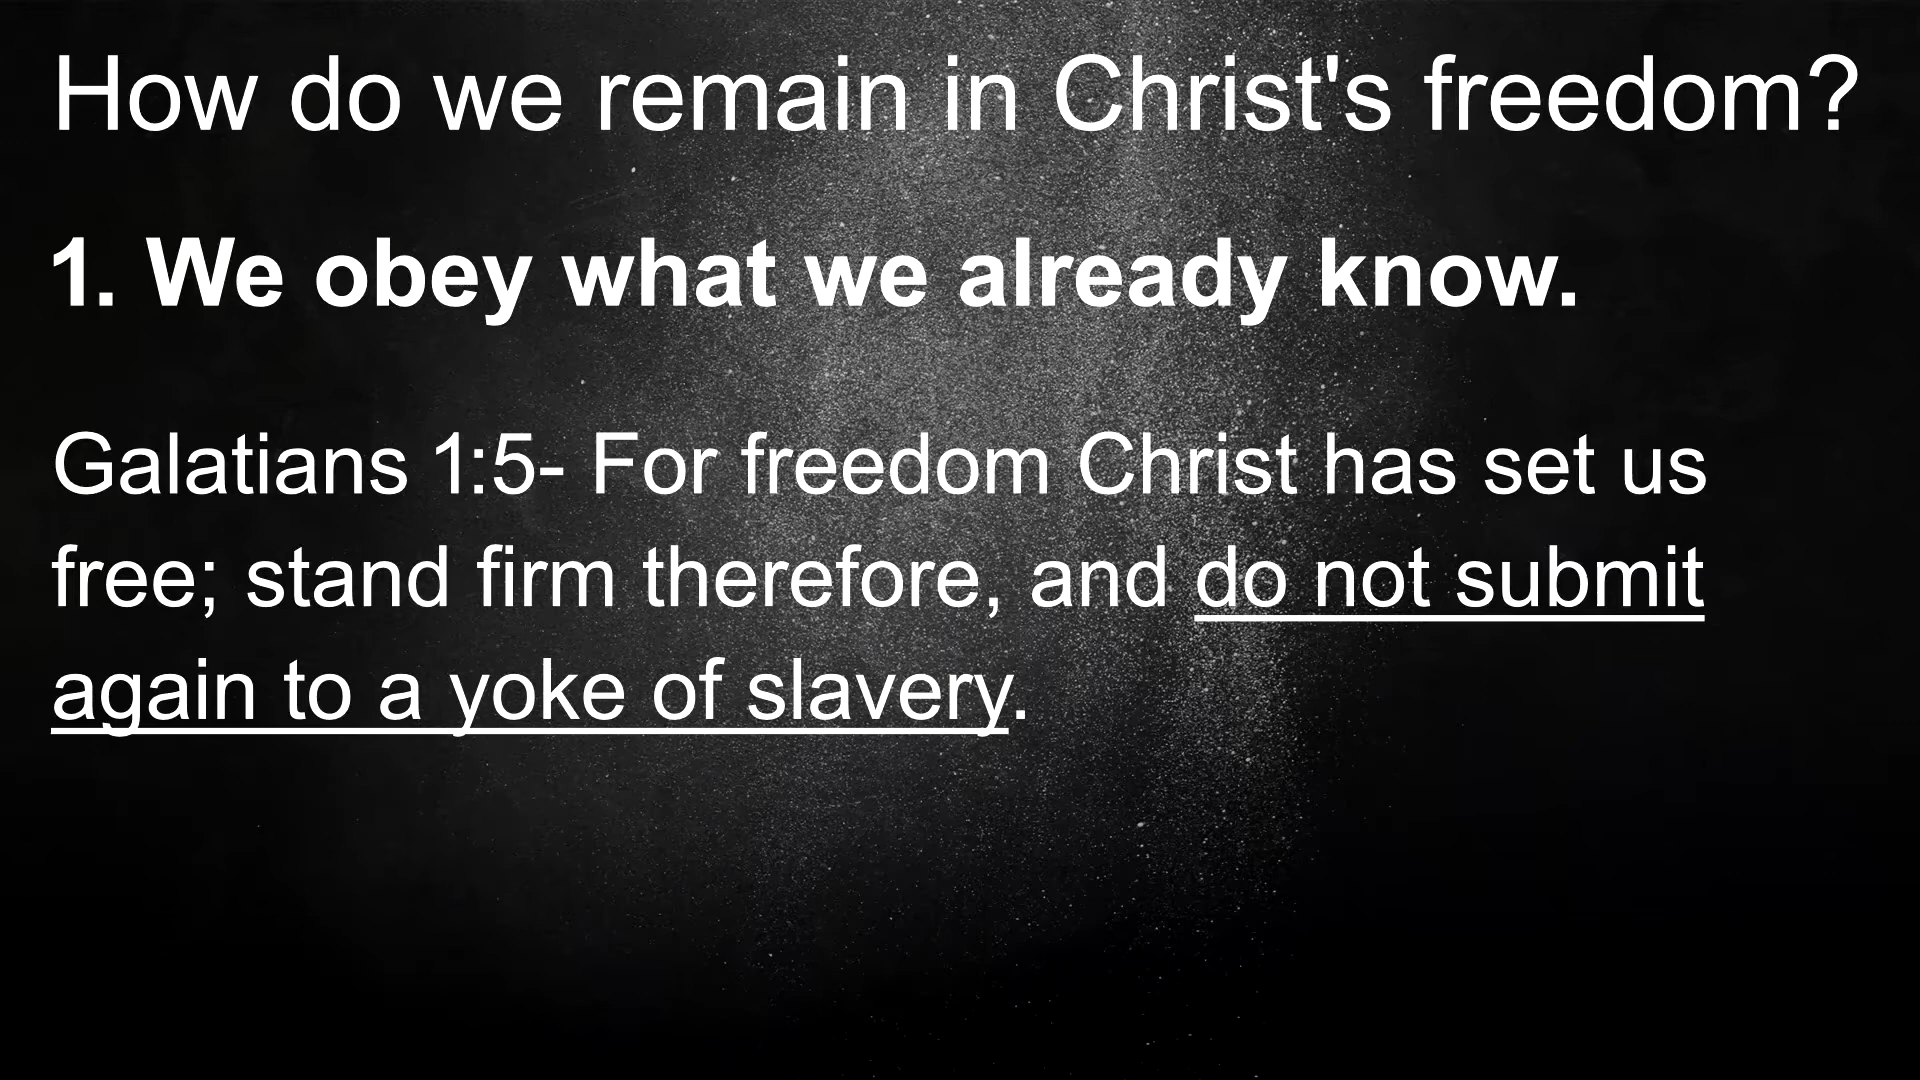 How do we remain in Christ's freedom?
1. We obey what we already know.
Galatians 1:5- For freedom Christ has set us
free; stand firm therefore, and do not submit
again to a yoke of slavery.